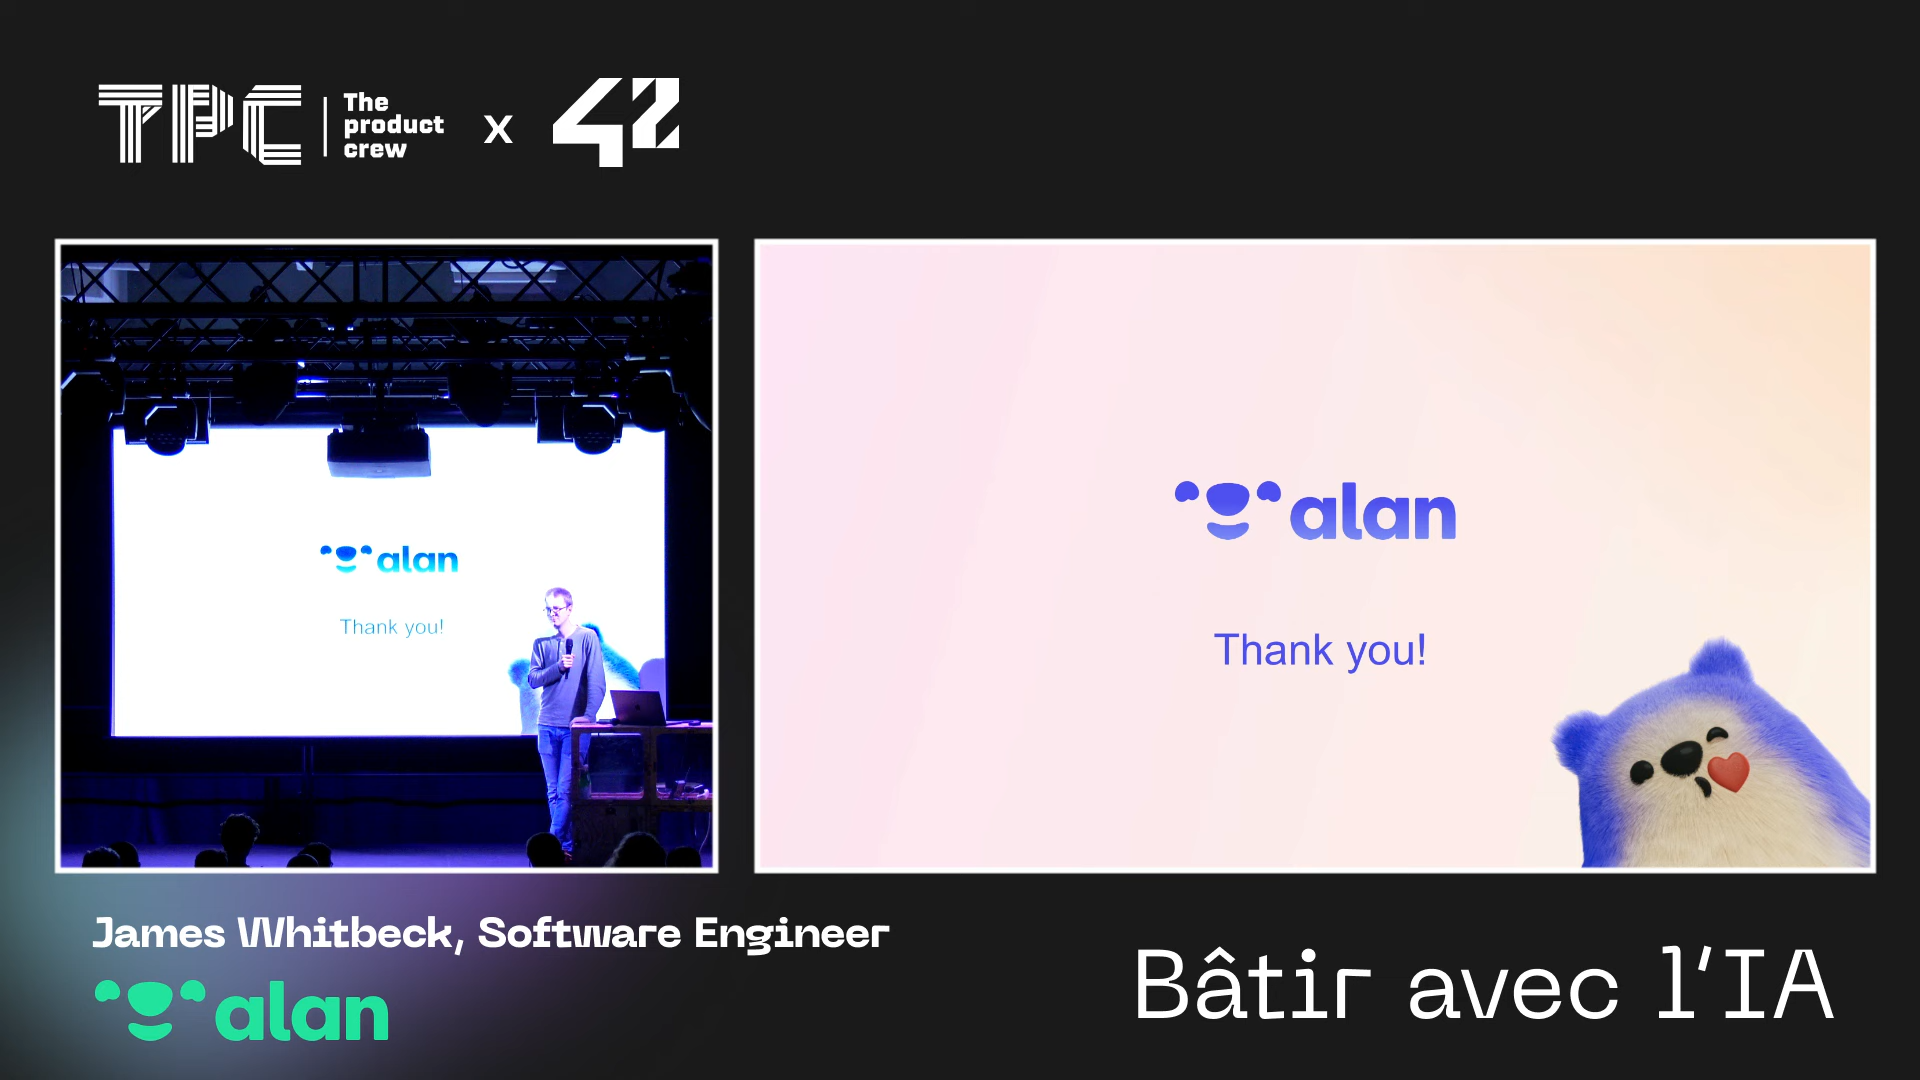 TPC
The
product
crew
x
42
alan
Thank you!
alan
Thank you!
James Whitbeck, Software Engineer
alan
Bâtir avec l'IA